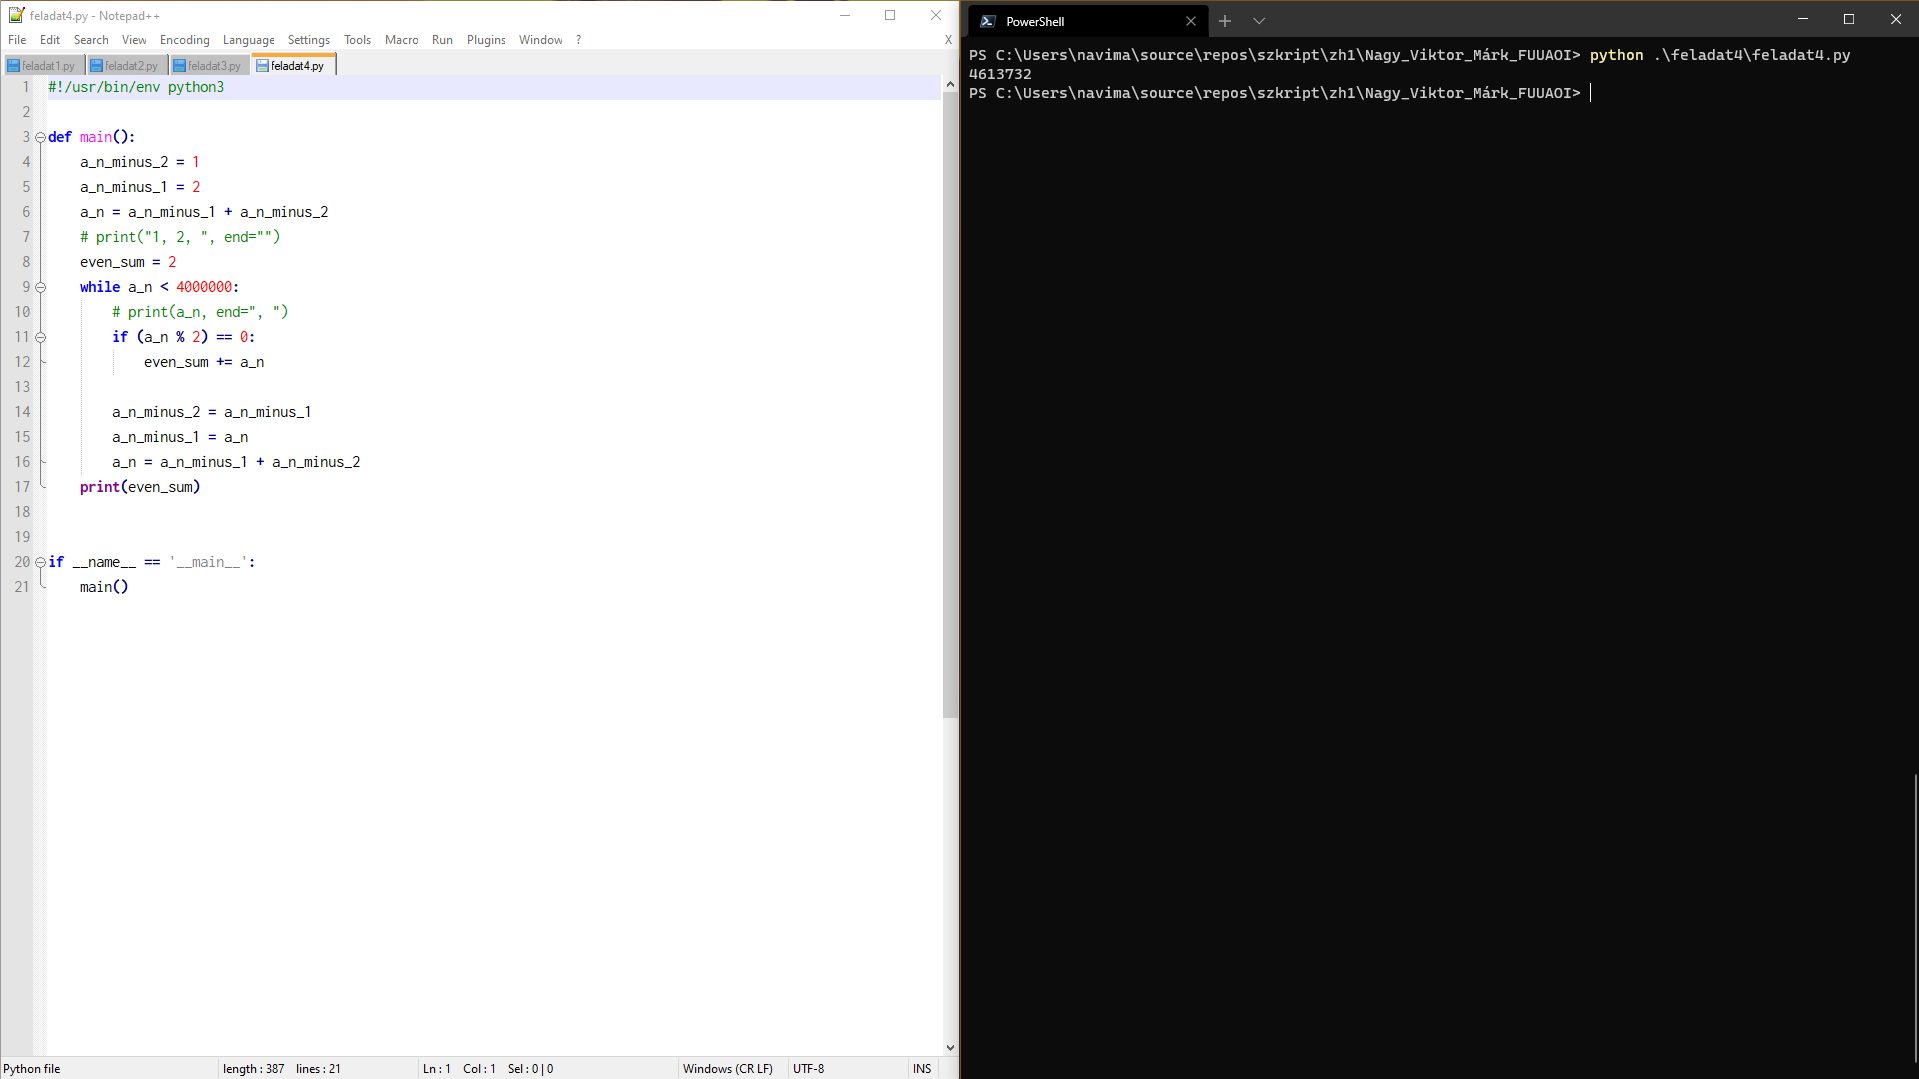 feladat4.py - Notepad++
File Edit Search View Encoding Language Settings Tools Macro Run Plugins Window ? X
feladat1.py feladat2.py feladat3.py feladat4.py
1 #!/usr/bin/env python3
2
3 def main():
4     a_n_minus_2 = 1
5     a_n_minus_1 = 2
6     a_n = a_n_minus_1 + a_n_minus_2
7     # print("1, 2, ", end="")
8     even_sum = 2
9     while a_n < 4000000:
10         # print(a_n, end=", ")
11         if (a_n % 2) == 0:
12             even_sum += a_n
13
14         a_n_minus_2 = a_n_minus_1
15         a_n_minus_1 = a_n
16         a_n = a_n_minus_1 + a_n_minus_2
17     print(even_sum)
18
19
20 if __name__ == '__main__':
21     main()
Python file length : 387 lines : 21 Ln : 1 Col : 1 Sel : 0 | 0 Windows (CR LF) UTF-8 INS
PowerShell
PS C:\Users\navima\source\repos\szkript\zh1\Nagy_Viktor_Márk_FUUAOI> python .\feladat4\feladat4.py
4613732
PS C:\Users\navima\source\repos\szkript\zh1\Nagy_Viktor_Márk_FUUAOI>